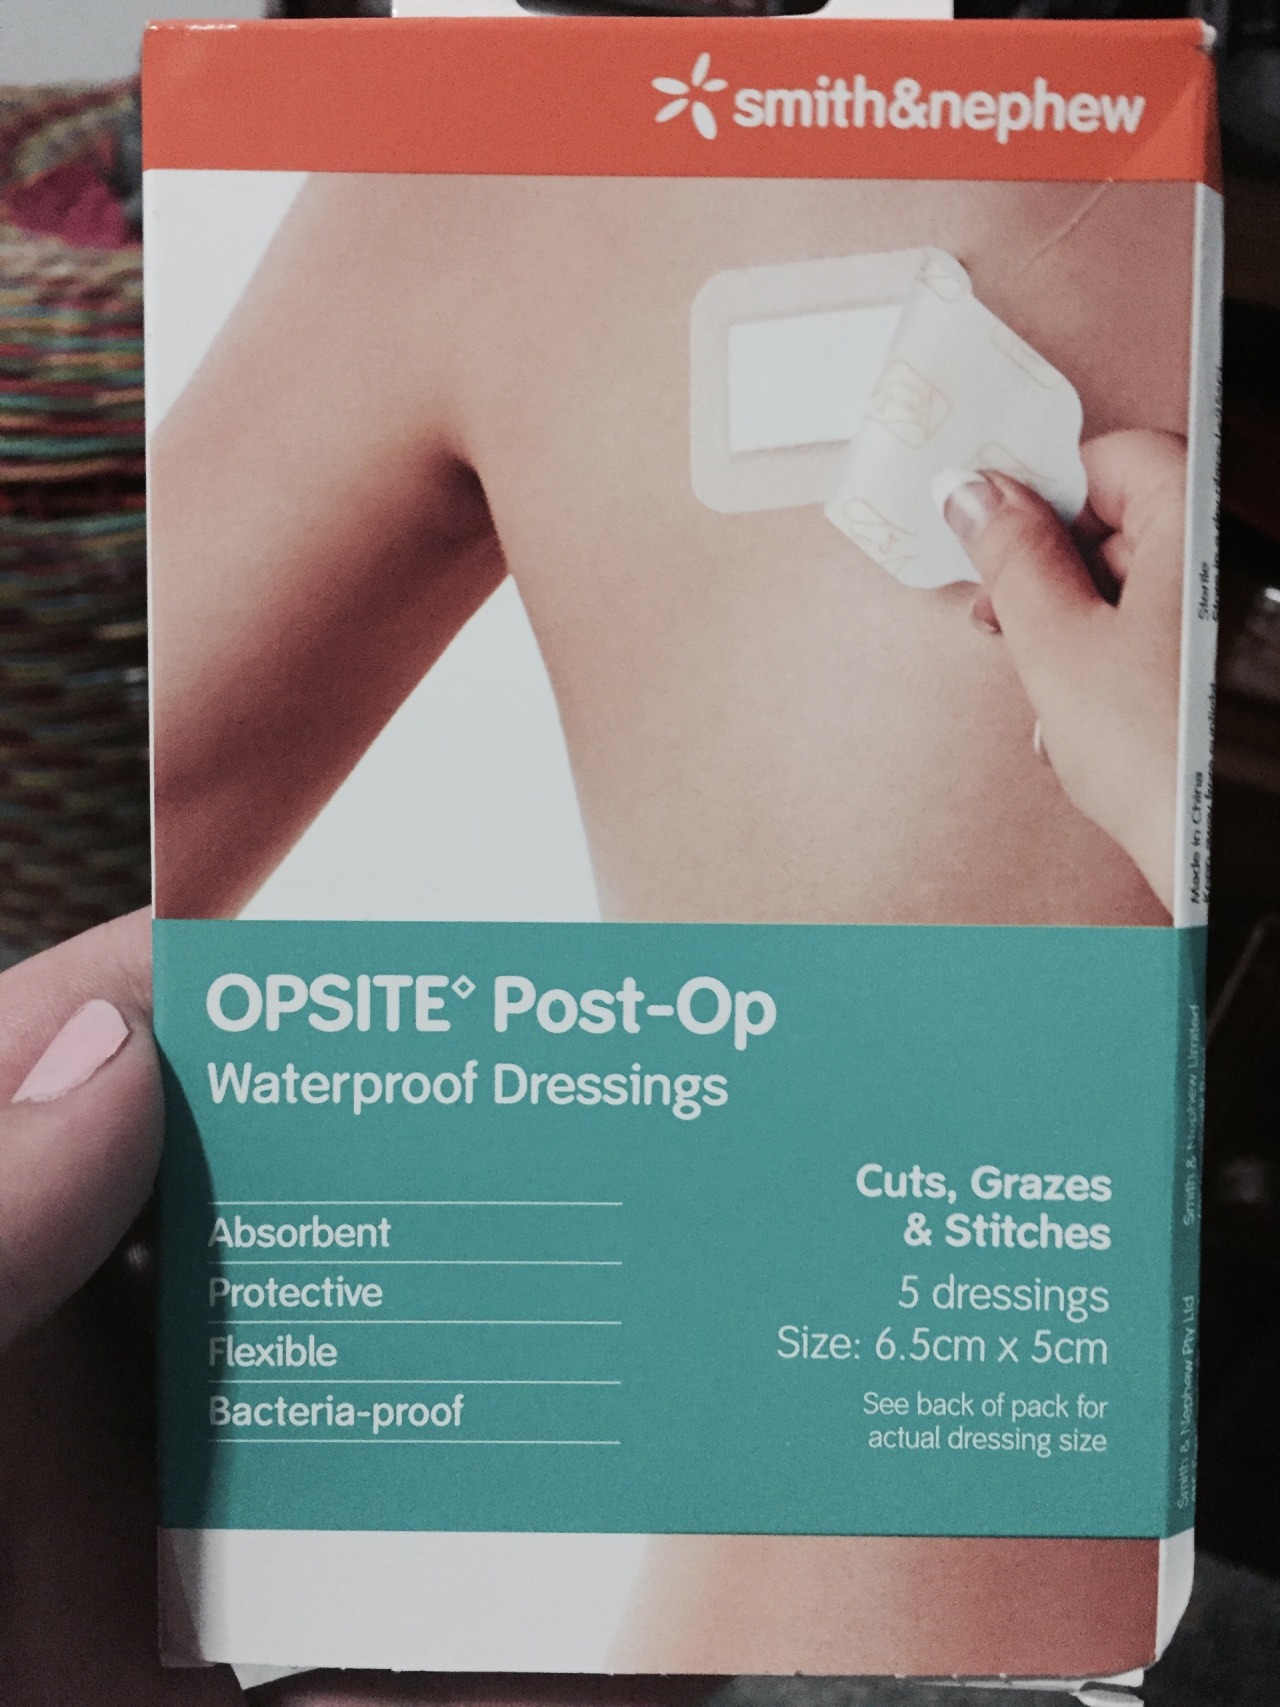 smith&nephew
OPSITE◊ Post-Op
Waterproof Dressings
Absorbent
Protective
Flexible
Bacteria-proof
Cuts, Grazes
& Stitches
5 dressings
Size: 6.5cm x 5cm
See back of pack for
actual dressing size
Sterile
Made in China
Smith & Nephew Limited
Smith & Nephew Pty Ltd